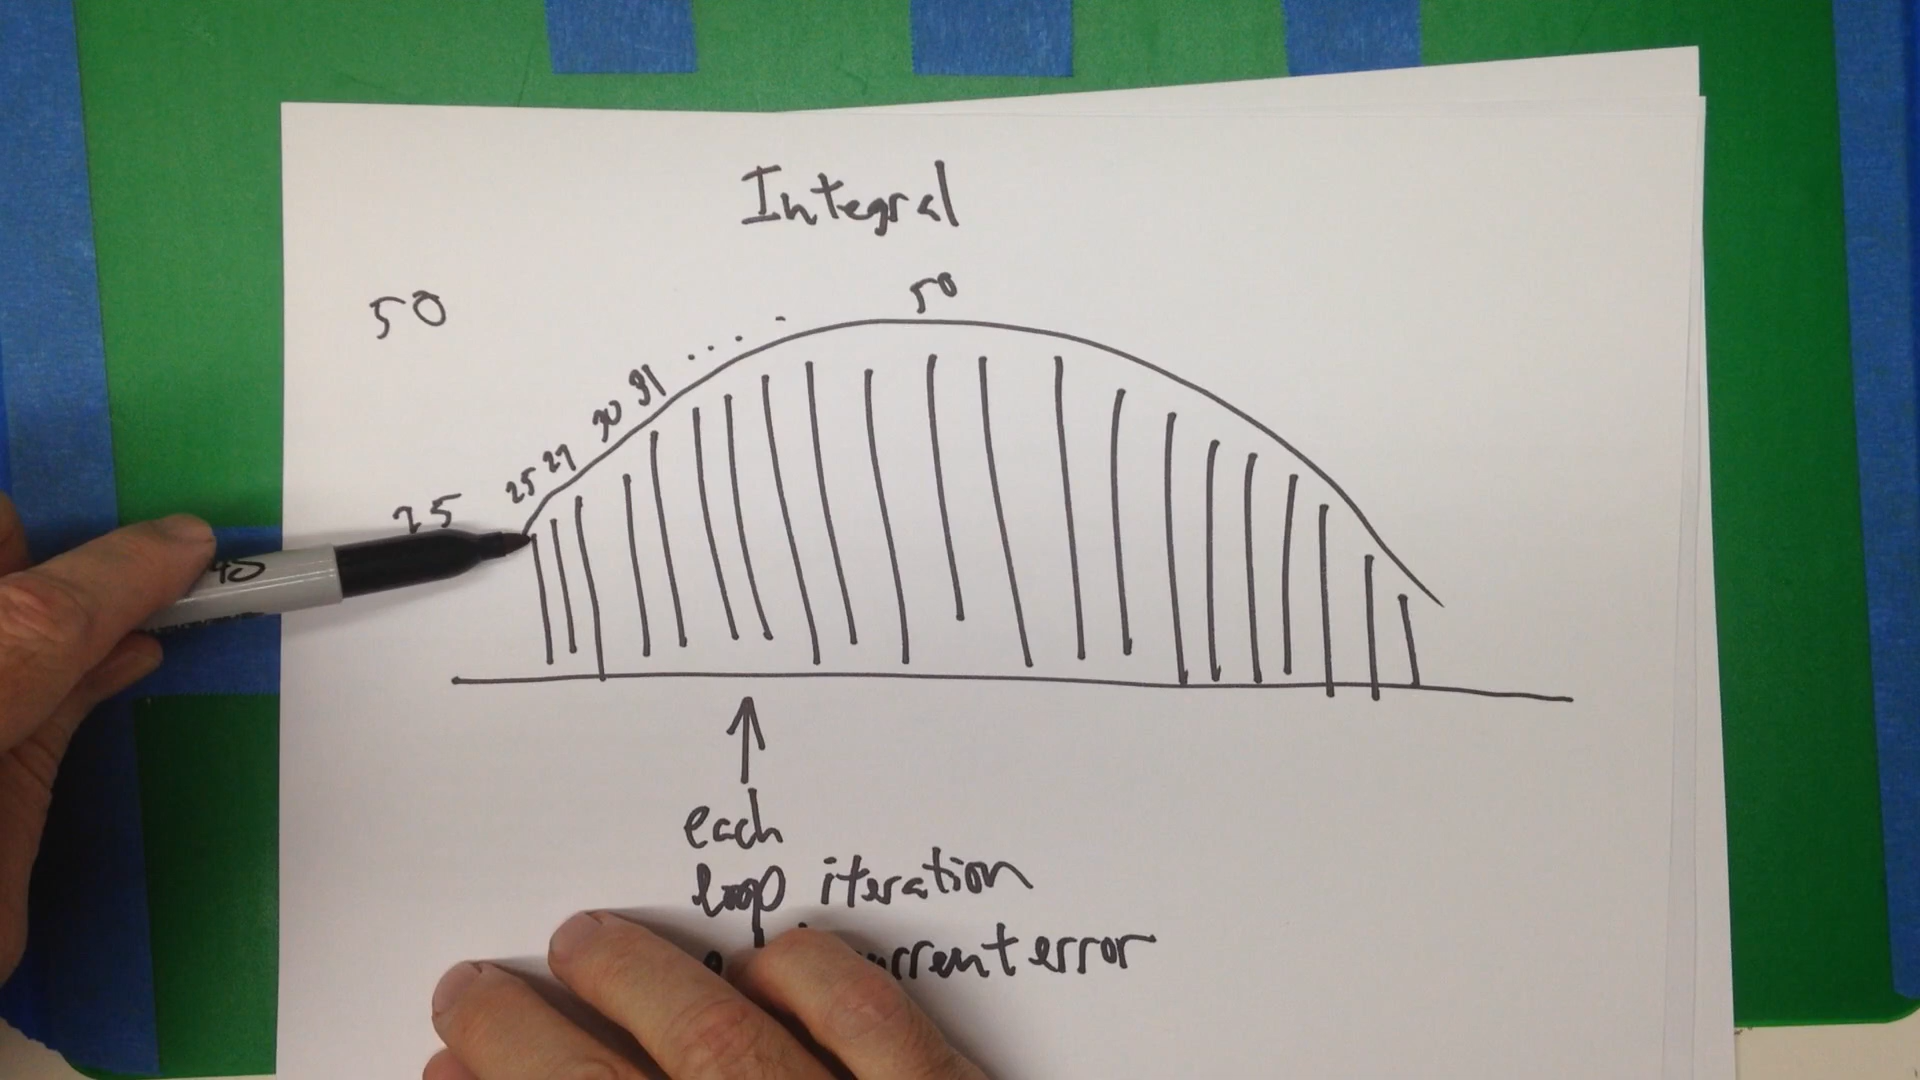 Integral
50
50
25 27 30 31 ....
25
each
loop iteration
current error